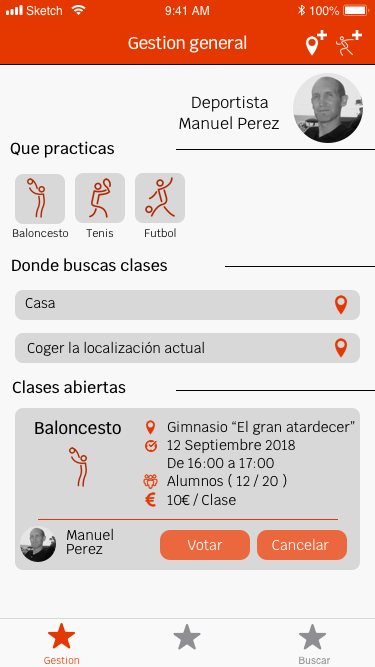 Sketch 9:41 AM 100%
Gestion general
Deportista
Manuel Perez
Que practicas
Baloncesto Tenis Futbol
Donde buscas clases
Casa
Coger la localización actual
Clases abiertas
Baloncesto
Gimnasio “El gran atardecer”
12 Septiembre 2018
De 16:00 a 17:00
Alumnos ( 12 / 20 )
10€ / Clase
Manuel
Perez
Votar Cancelar
Gestion Buscar